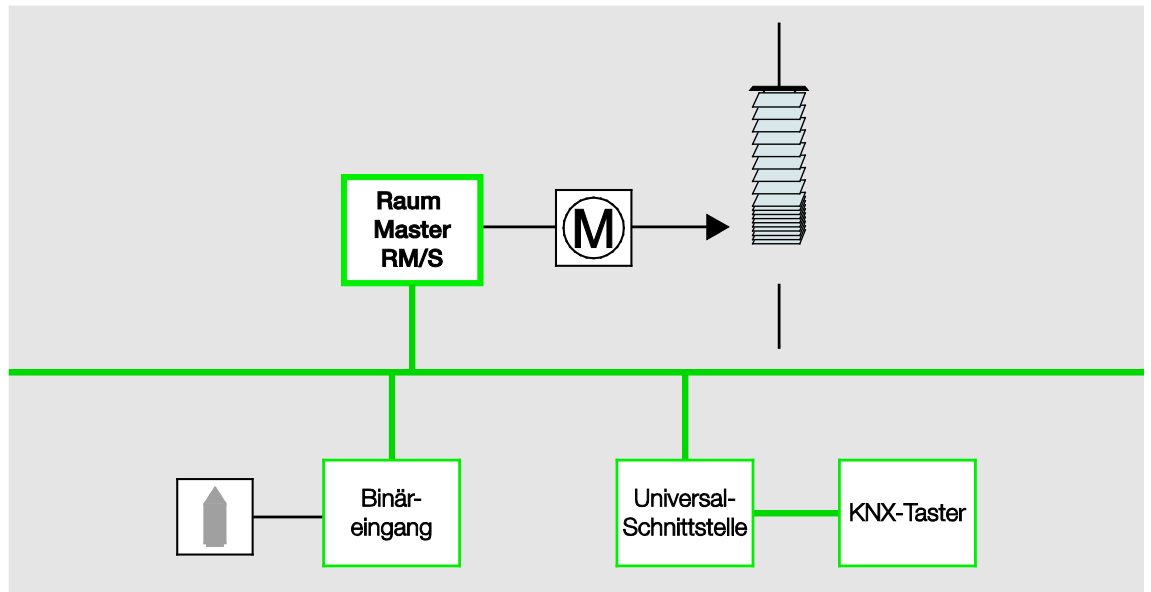 Raum
Master
RM/S
M
Binär-
eingang
Universal-
Schnittstelle
KNX-Taster